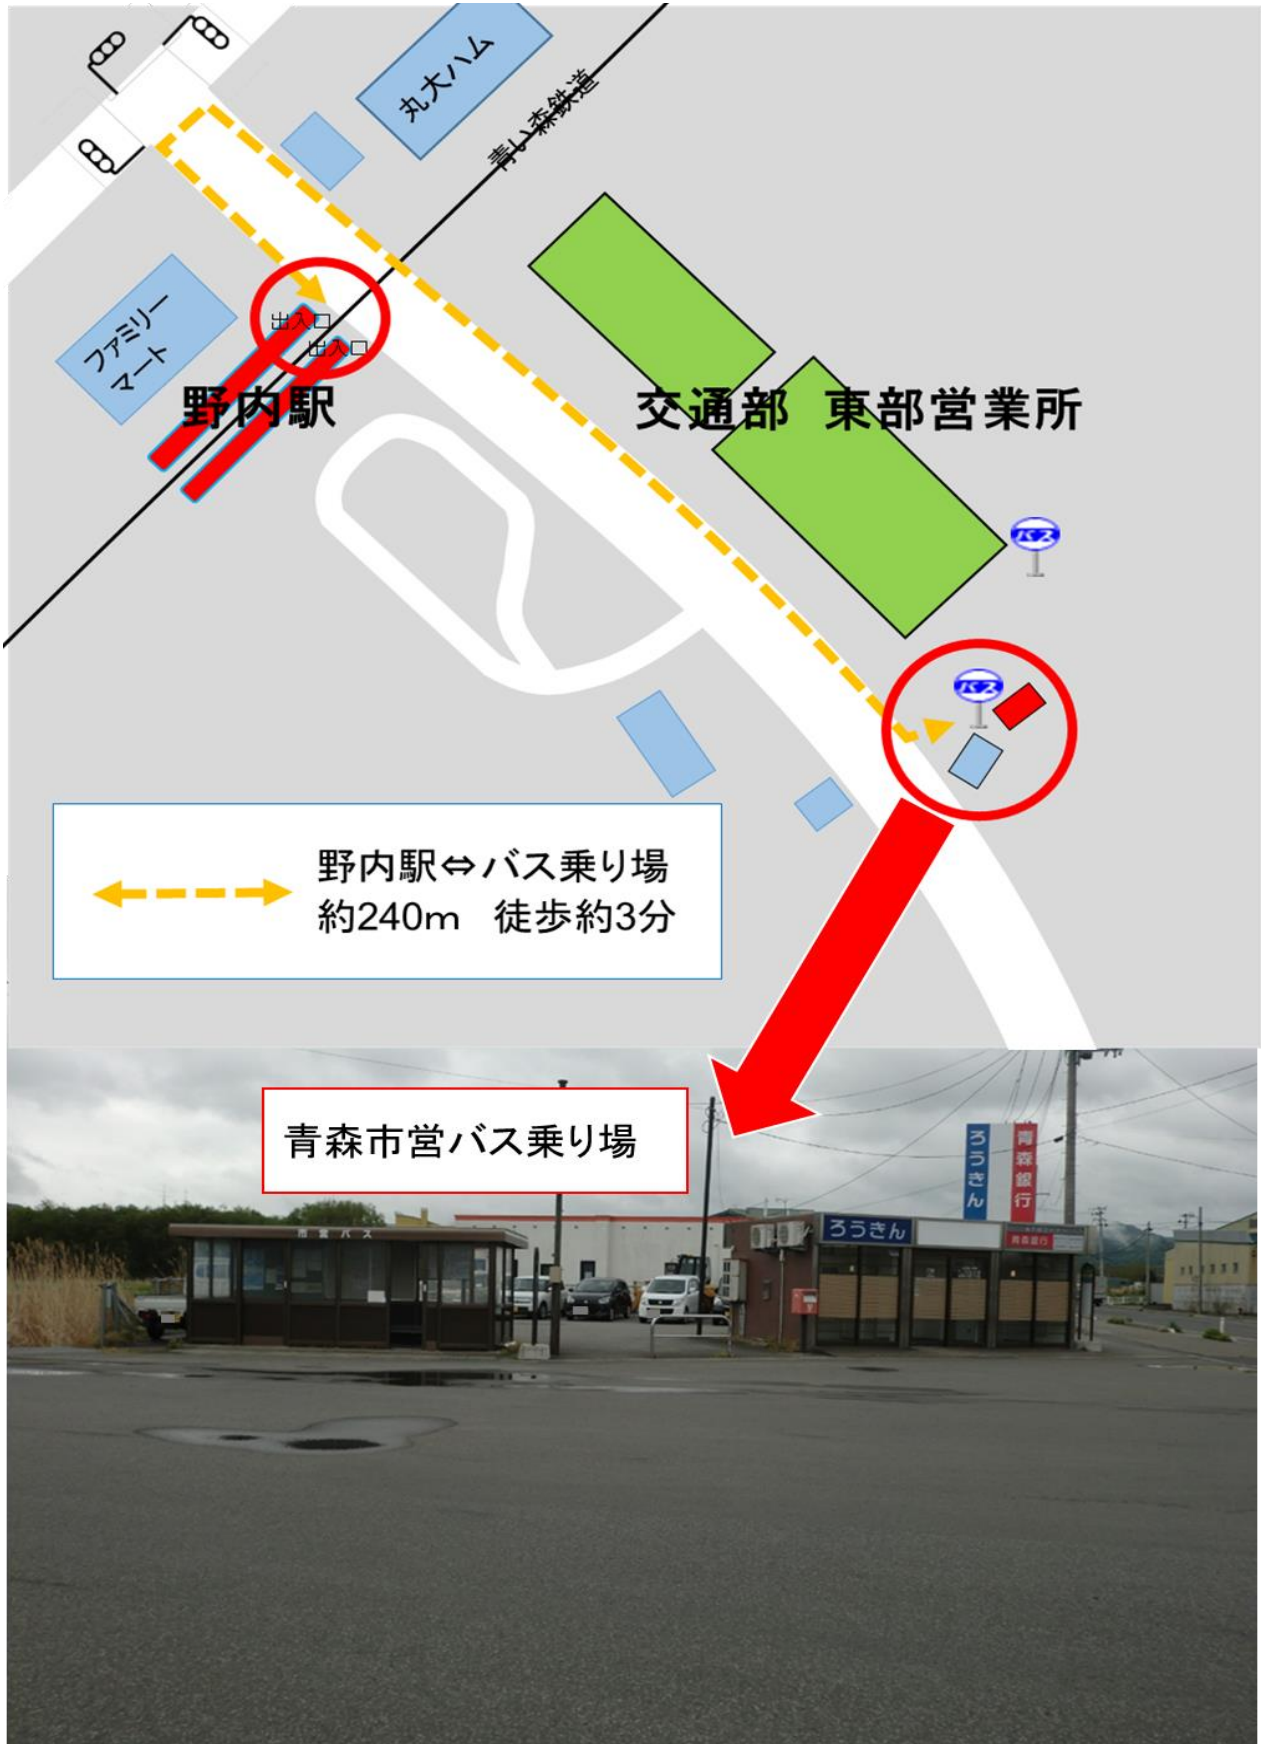 丸大ハム
青い森鉄道
ファミリー
マート
出入口
出入口
野内駅
交通部 東部営業所
バス
バス
野内駅⇔バス乗り場
約240m 徒歩約3分
青森市営バス乗り場
ろうきん
青森銀行
市営バス
ろうきん
青森銀行